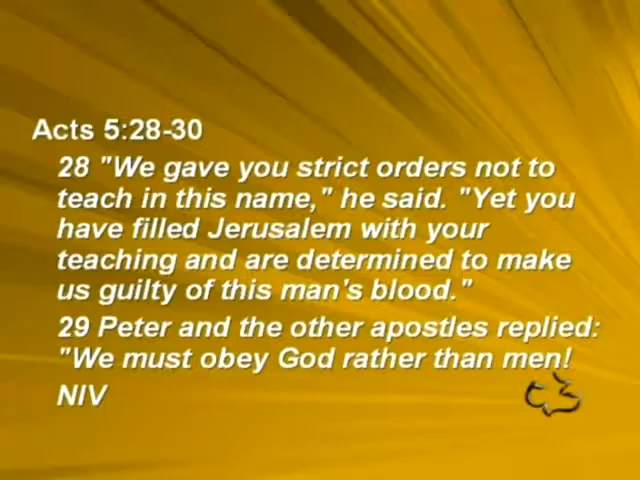 Acts 5:28-30
28 "We gave you strict orders not to
teach in this name," he said. "Yet you
have filled Jerusalem with your
teaching and are determined to make
us guilty of this man's blood."
29 Peter and the other apostles replied:
"We must obey God rather than men!
NIV